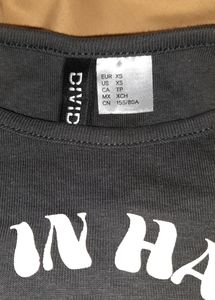 DIVID
EUR XS
US XS
CA TP
MX XCH
CN 155/80A
IN HA